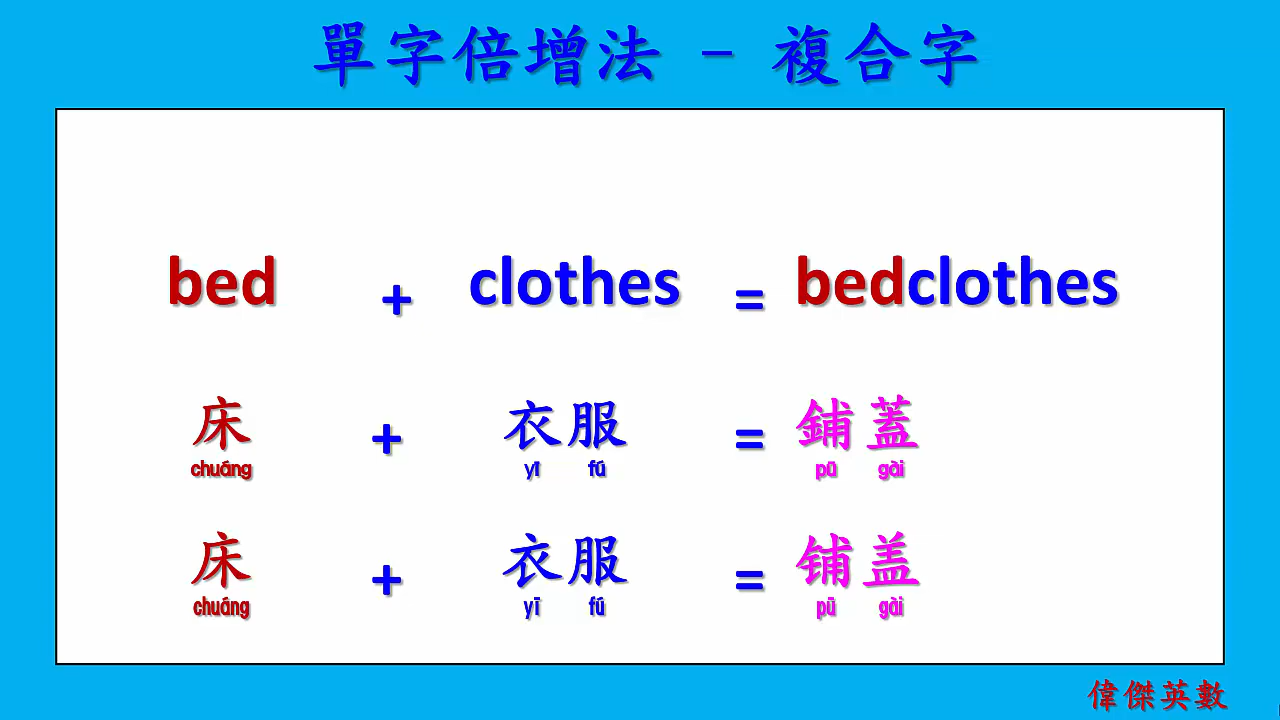 單字倍增法 - 複合字
bed + clothes = bedclothes
床 + 衣服 = 鋪蓋
chuáng yī fú pū gài
床 + 衣服 = 铺盖
chuáng yī fú pū gài
偉傑英數